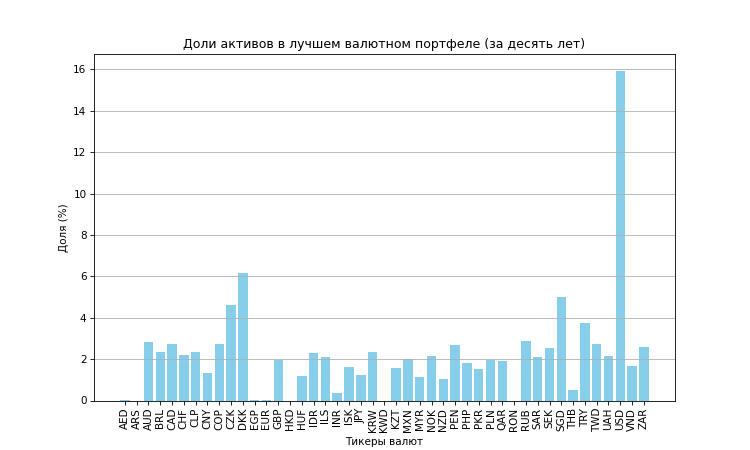 Доли активов в лучшем валютном портфеле (за десять лет)
Доля (%)
16
14
12
10
8
6
4
2
0
AED ARS AUD BRL CAD CHF CLP CNY COP CZK DKK EGP EUR GBP HKD HUF IDR ILS INR ISK JPY KRW KWD KZT MXN MYR NOK NZD PEN PHP PKR PLN QAR RON RUB SAR SEK SGD THB TRY TWD UAH USD VND ZAR
Тикеры валют